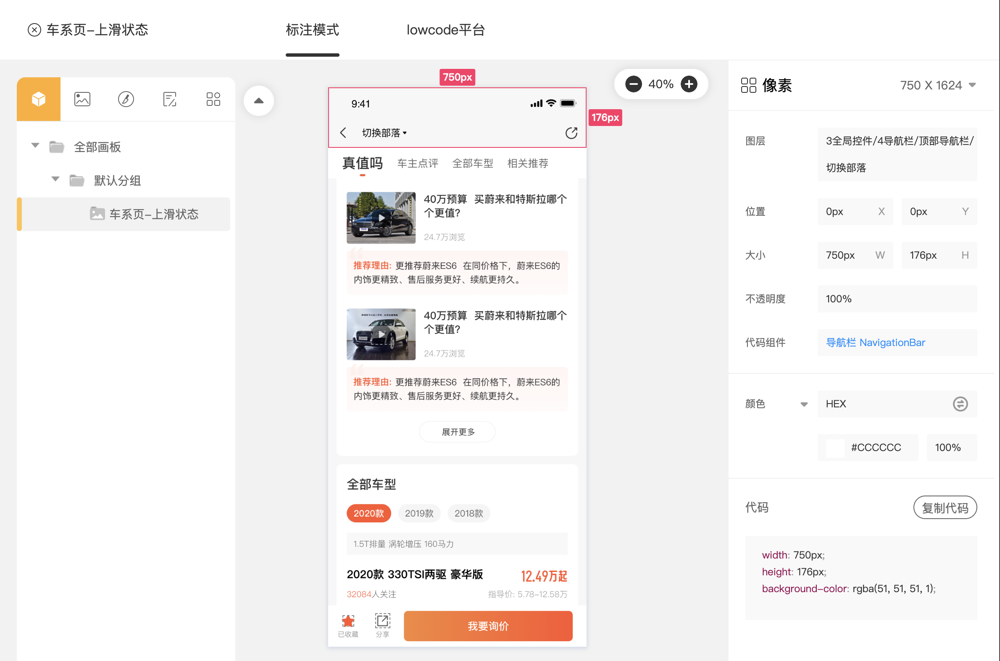 车系页-上滑状态
标注模式
lowcode平台
750px
40%
像素
750 X 1624
9:41
176px
切换部落
全部画板
默认分组
车系页-上滑状态
真值吗 车主点评 全部车型 相关推荐
40万预算 买蔚来和特斯拉哪个
个更值?
24.7万浏览
推荐理由: 更推荐蔚来ES6 在同价格下，蔚来ES6的
内饰更精致、售后服务更好、续航更持久。
40万预算 买蔚来和特斯拉哪个
个更值?
24.7万浏览
推荐理由: 更推荐蔚来ES6 在同价格下，蔚来ES6的
内饰更精致、售后服务更好、续航更持久。
展开更多
全部车型
2020款 2019款 2018款
1.5T排量 涡轮增压 160马力
2020款 330TSI两驱 豪华版 12.49万起
32084人关注 指导价: 5.78-12.58万
已收藏 分享 我要询价
图层 3全局控件/4导航栏/顶部导航栏/
切换部落
位置 0px X 0px Y
大小 750px W 176px H
不透明度 100%
代码组件 导航栏 NavigationBar
颜色 HEX
#CCCCCC 100%
代码 复制代码
width: 750px;
height: 176px;
background-color: rgba(51, 51, 51, 1);